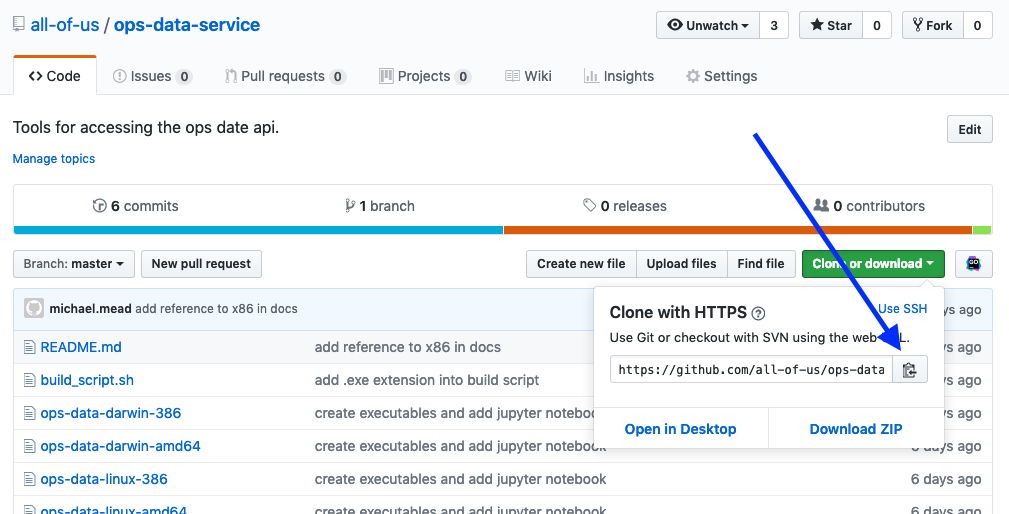 all-of-us / ops-data-service
Unwatch 3 Star 0 Fork 0
Code Issues 0 Pull requests 0 Projects 0 Wiki Insights Settings
Tools for accessing the ops date api.
Edit
Manage topics
6 commits 1 branch 0 releases 0 contributors
Branch: master New pull request Create new file Upload files Find file Clone or download
michael.mead add reference to x86 in docs ys ago
Clone with HTTPS ? Use SSH
Use Git or checkout with SVN using the web
https://github.com/all-of-us/ops-data
Open in Desktop Download ZIP
README.md add reference to x86 in docs ys ago
build_script.sh add .exe extension into build script ys ago
ops-data-darwin-386 create executables and add jupyter notebook ys ago
ops-data-darwin-amd64 create executables and add jupyter notebook 6 days ago
ops-data-linux-386 create executables and add jupyter notebook 6 days ago
ops-data-linux-amd64 create executables and add jupyter notebook 6 days ago